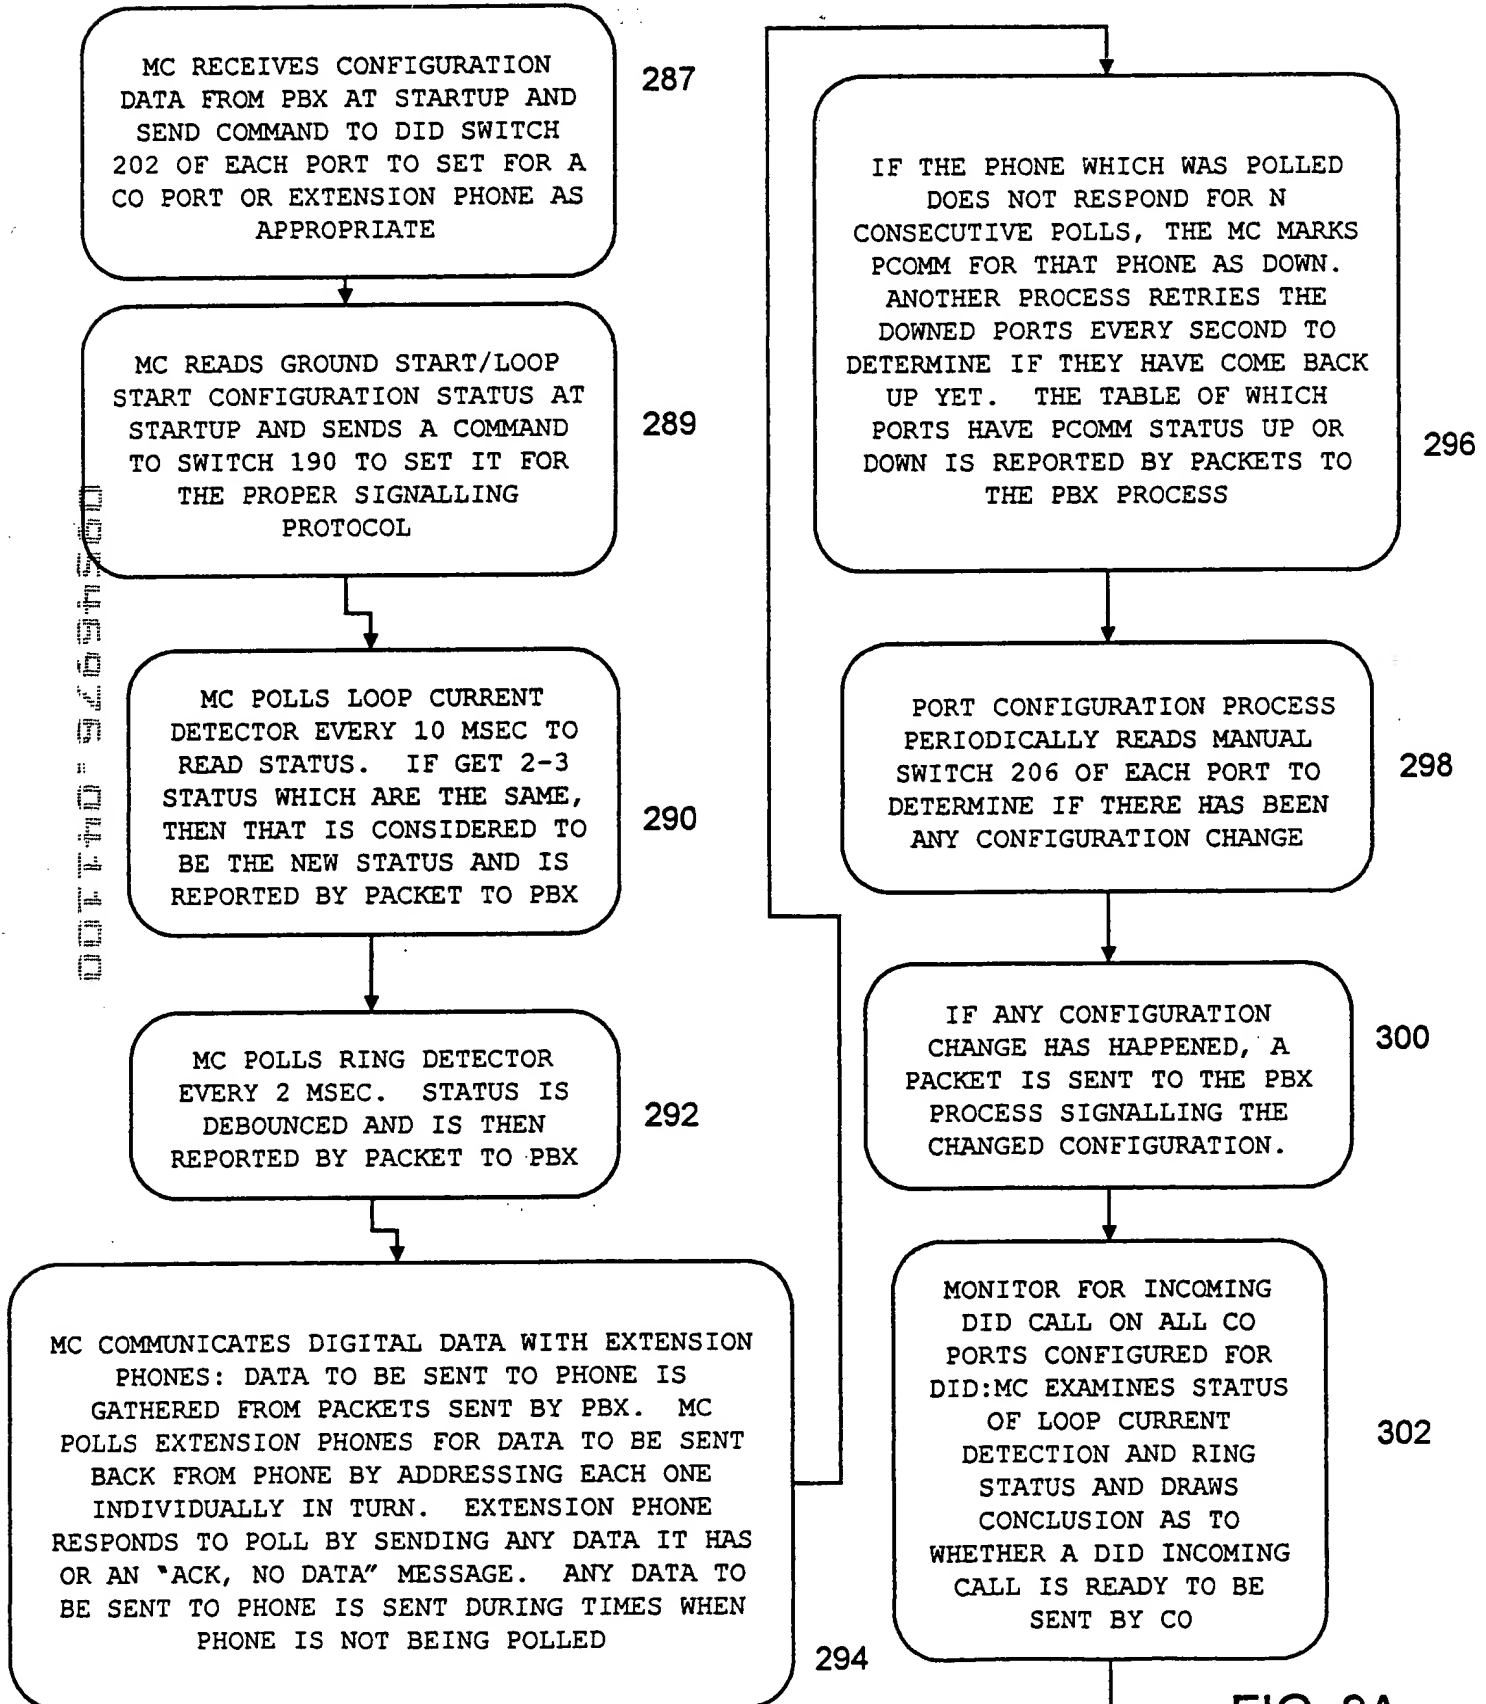 MC RECEIVES CONFIGURATION
DATA FROM PBX AT STARTUP AND
SEND COMMAND TO DID SWITCH
202 OF EACH PORT TO SET FOR A
CO PORT OR EXTENSION PHONE AS
APPROPRIATE
287
MC READS GROUND START/LOOP
START CONFIGURATION STATUS AT
STARTUP AND SENDS A COMMAND
TO SWITCH 190 TO SET IT FOR
THE PROPER SIGNALLING
PROTOCOL
289
MC POLLS LOOP CURRENT
DETECTOR EVERY 10 MSEC TO
READ STATUS. IF GET 2-3
STATUS WHICH ARE THE SAME,
THEN THAT IS CONSIDERED TO
BE THE NEW STATUS AND IS
REPORTED BY PACKET TO PBX
290
MC POLLS RING DETECTOR
EVERY 2 MSEC. STATUS IS
DEBOUNCED AND IS THEN
REPORTED BY PACKET TO PBX
292
MC COMMUNICATES DIGITAL DATA WITH EXTENSION
PHONES: DATA TO BE SENT TO PHONE IS
GATHERED FROM PACKETS SENT BY PBX. MC
POLLS EXTENSION PHONES FOR DATA TO BE SENT
BACK FROM PHONE BY ADDRESSING EACH ONE
INDIVIDUALLY IN TURN. EXTENSION PHONE
RESPONDS TO POLL BY SENDING ANY DATA IT HAS
OR AN "ACK, NO DATA" MESSAGE. ANY DATA TO
BE SENT TO PHONE IS SENT DURING TIMES WHEN
PHONE IS NOT BEING POLLED
294
IF THE PHONE WHICH WAS POLLED
DOES NOT RESPOND FOR N
CONSECUTIVE POLLS, THE MC MARKS
PCOMM FOR THAT PHONE AS DOWN.
ANOTHER PROCESS RETRIES THE
DOWNED PORTS EVERY SECOND TO
DETERMINE IF THEY HAVE COME BACK
UP YET. THE TABLE OF WHICH
PORTS HAVE PCOMM STATUS UP OR
DOWN IS REPORTED BY PACKETS TO
THE PBX PROCESS
296
PORT CONFIGURATION PROCESS
PERIODICALLY READS MANUAL
SWITCH 206 OF EACH PORT TO
DETERMINE IF THERE HAS BEEN
ANY CONFIGURATION CHANGE
298
IF ANY CONFIGURATION
CHANGE HAS HAPPENED, A
PACKET IS SENT TO THE PBX
PROCESS SIGNALLING THE
CHANGED CONFIGURATION.
300
MONITOR FOR INCOMING
DID CALL ON ALL CO
PORTS CONFIGURED FOR
DID:MC EXAMINES STATUS
OF LOOP CURRENT
DETECTION AND RING
STATUS AND DRAWS
CONCLUSION AS TO
WHETHER A DID INCOMING
CALL IS READY TO BE
SENT BY CO
302